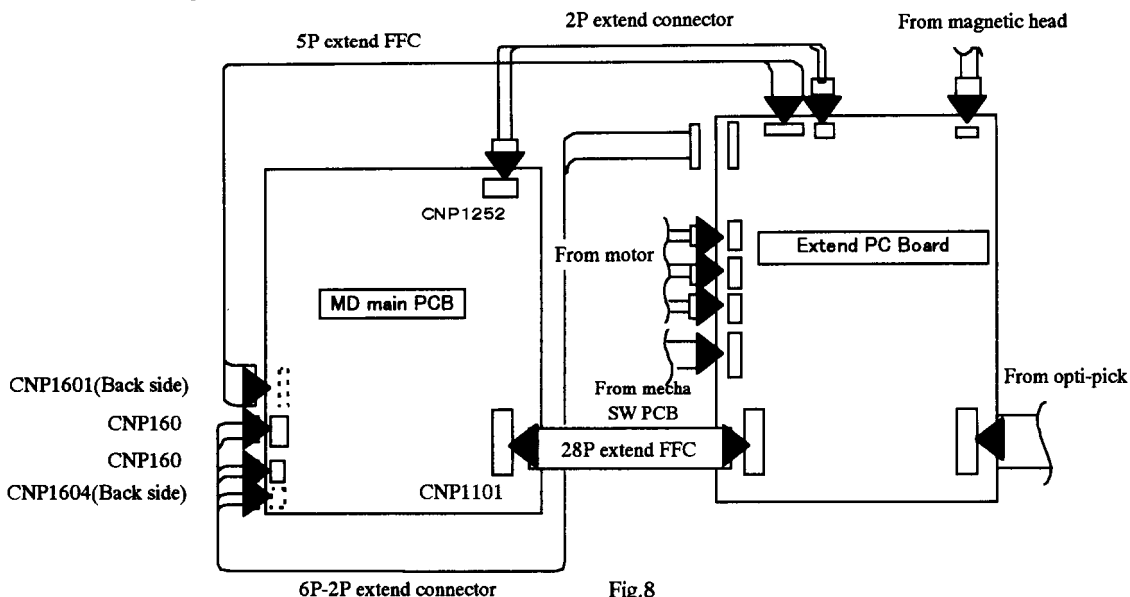 2P extend connector
From magnetic head
5P extend FFC
CNP1252
From motor
Extend PC Board
MD main PCB
CNP1601(Back side)
From mecha
SW PCB
From opti-pick
CNP160
28P extend FFC
CNP160
CNP1604(Back side)
CNP1101
6P-2P extend connector
Fig.8